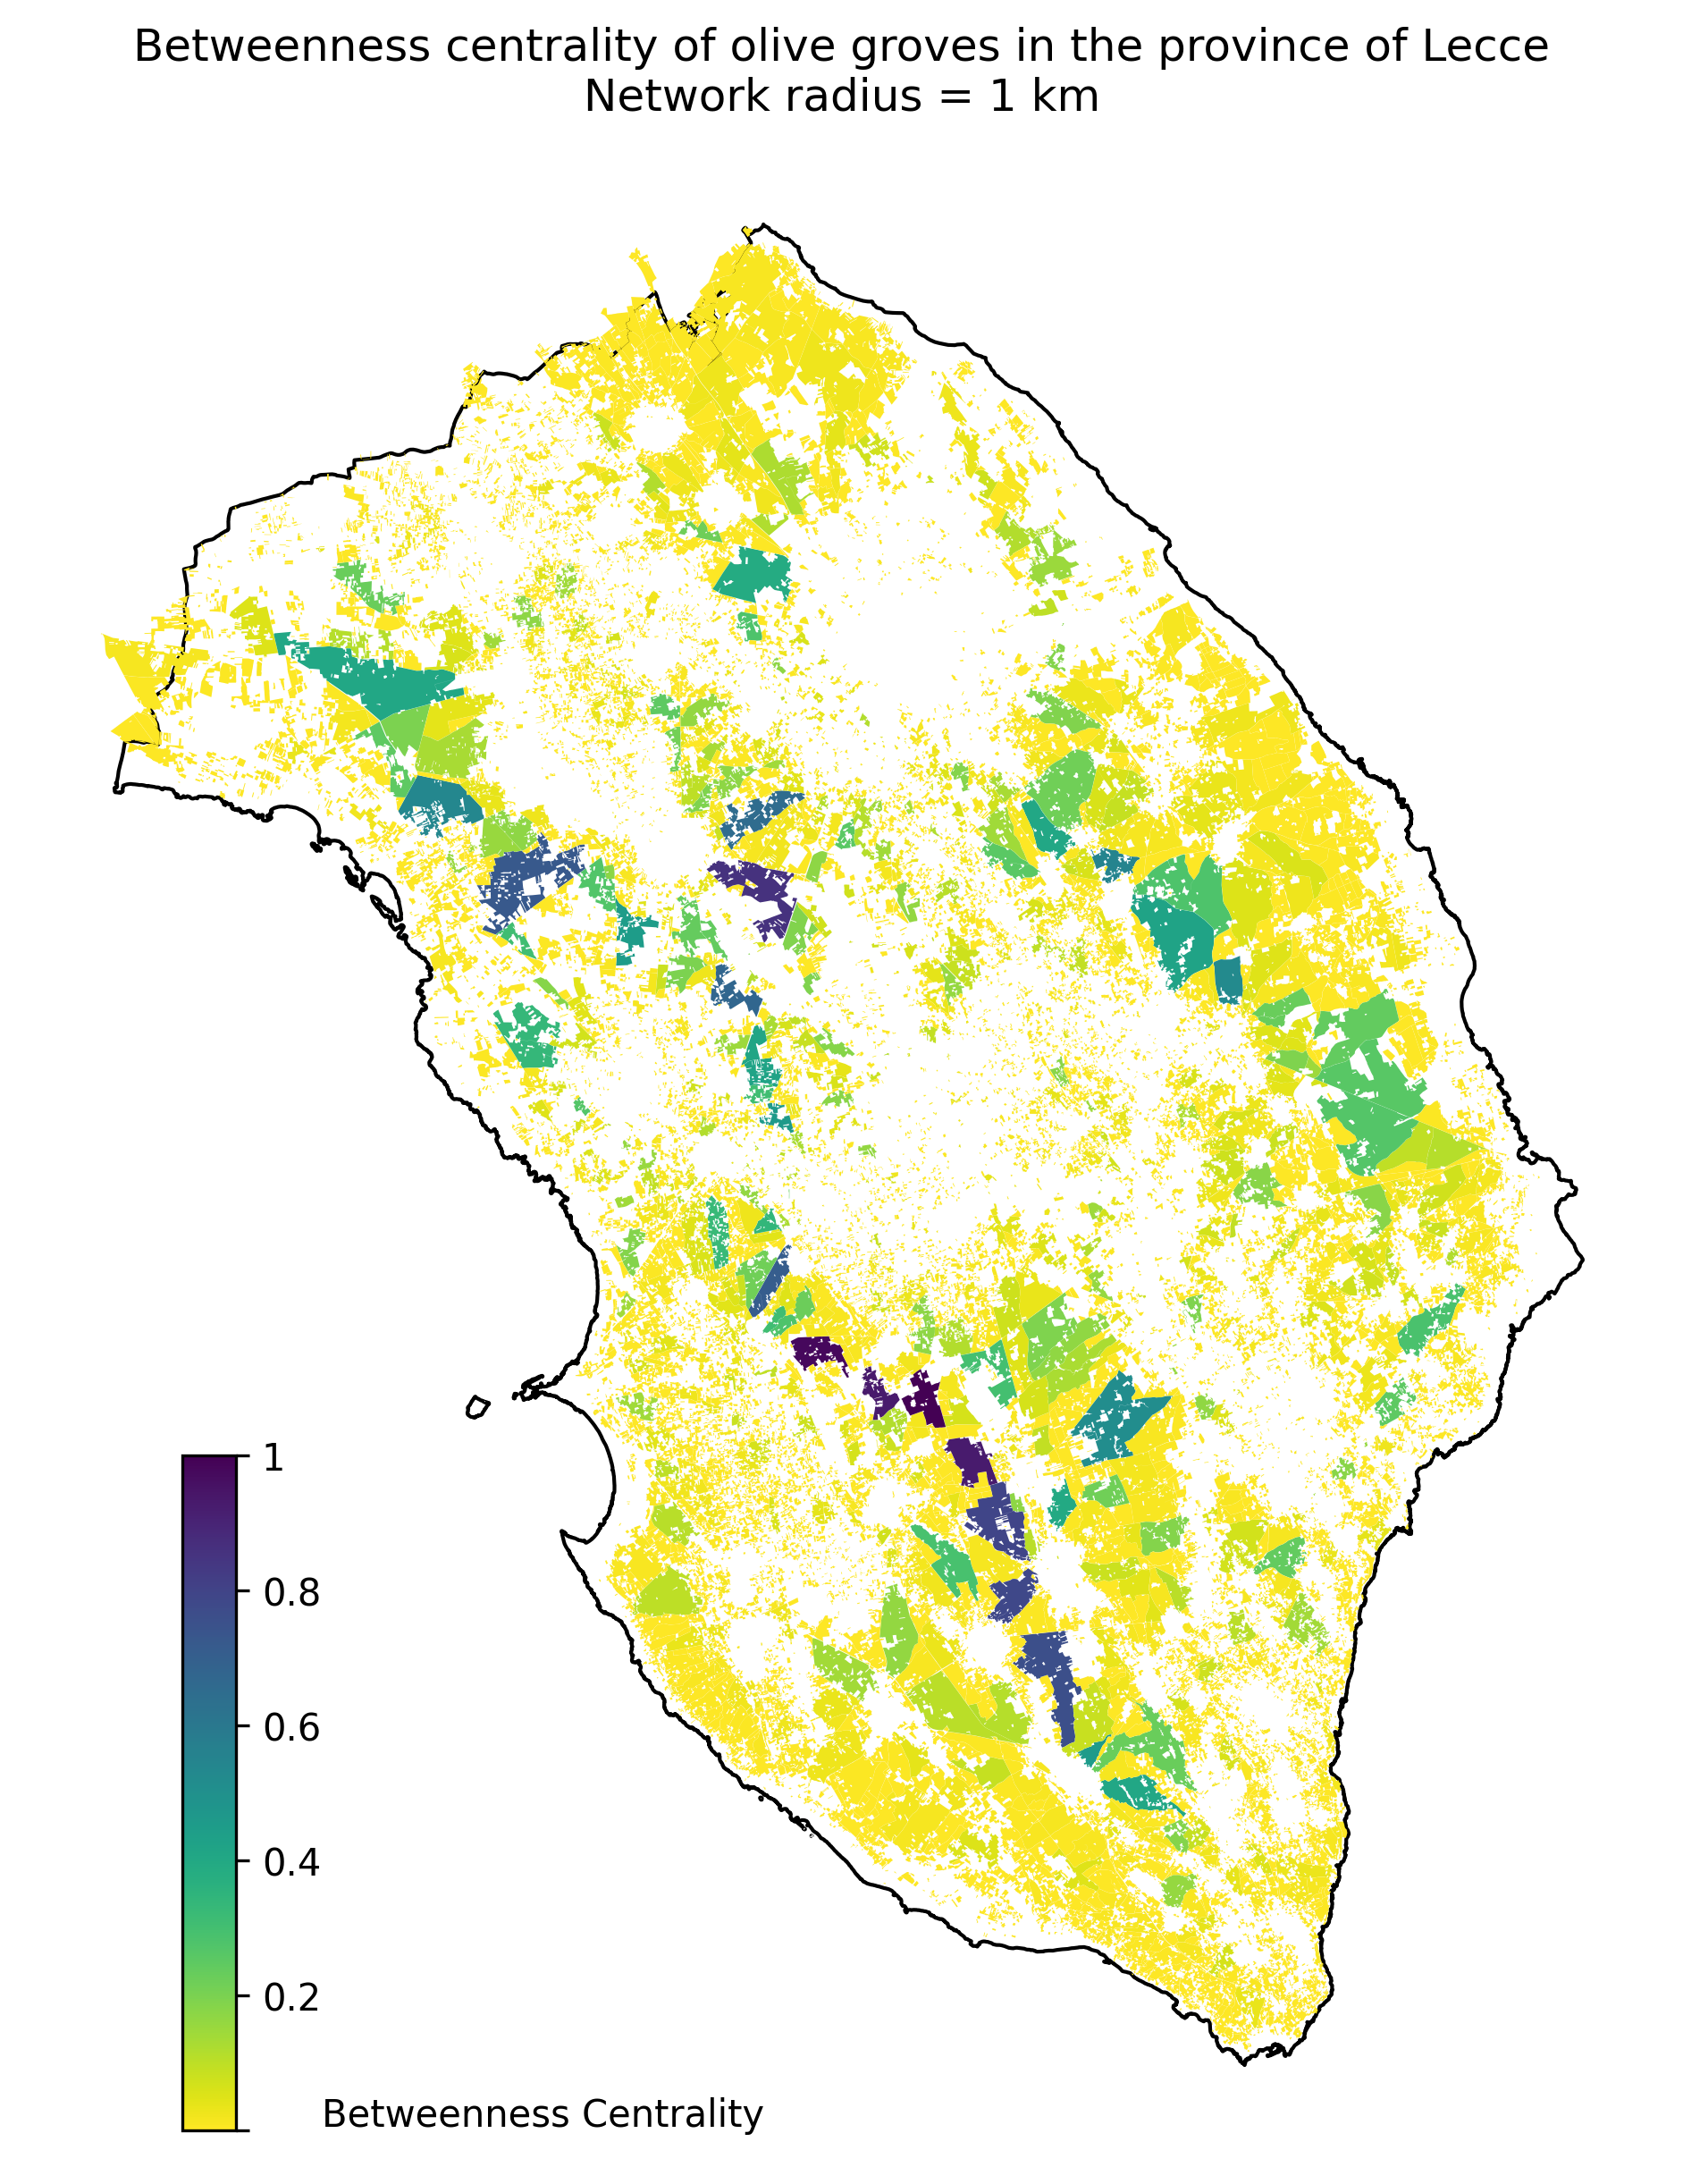 Betweenness centrality of olive groves in the province of Lecce
Network radius = 1 km
1
0.8
0.6
0.4
0.2
Betweenness Centrality